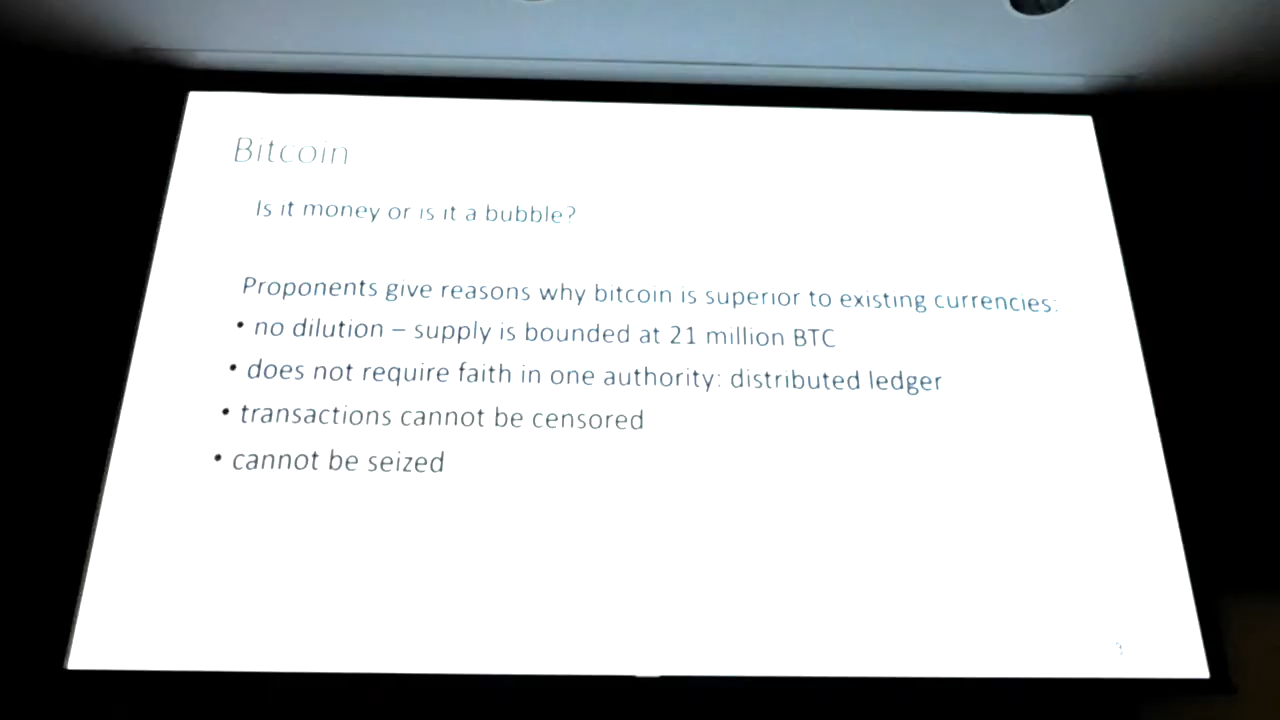 Bitcoin
Is it money or is it a bubble?
Proponents give reasons why bitcoin is superior to existing currencies:
• no dilution – supply is bounded at 21 million BTC
• does not require faith in one authority: distributed ledger
• transactions cannot be censored
• cannot be seized